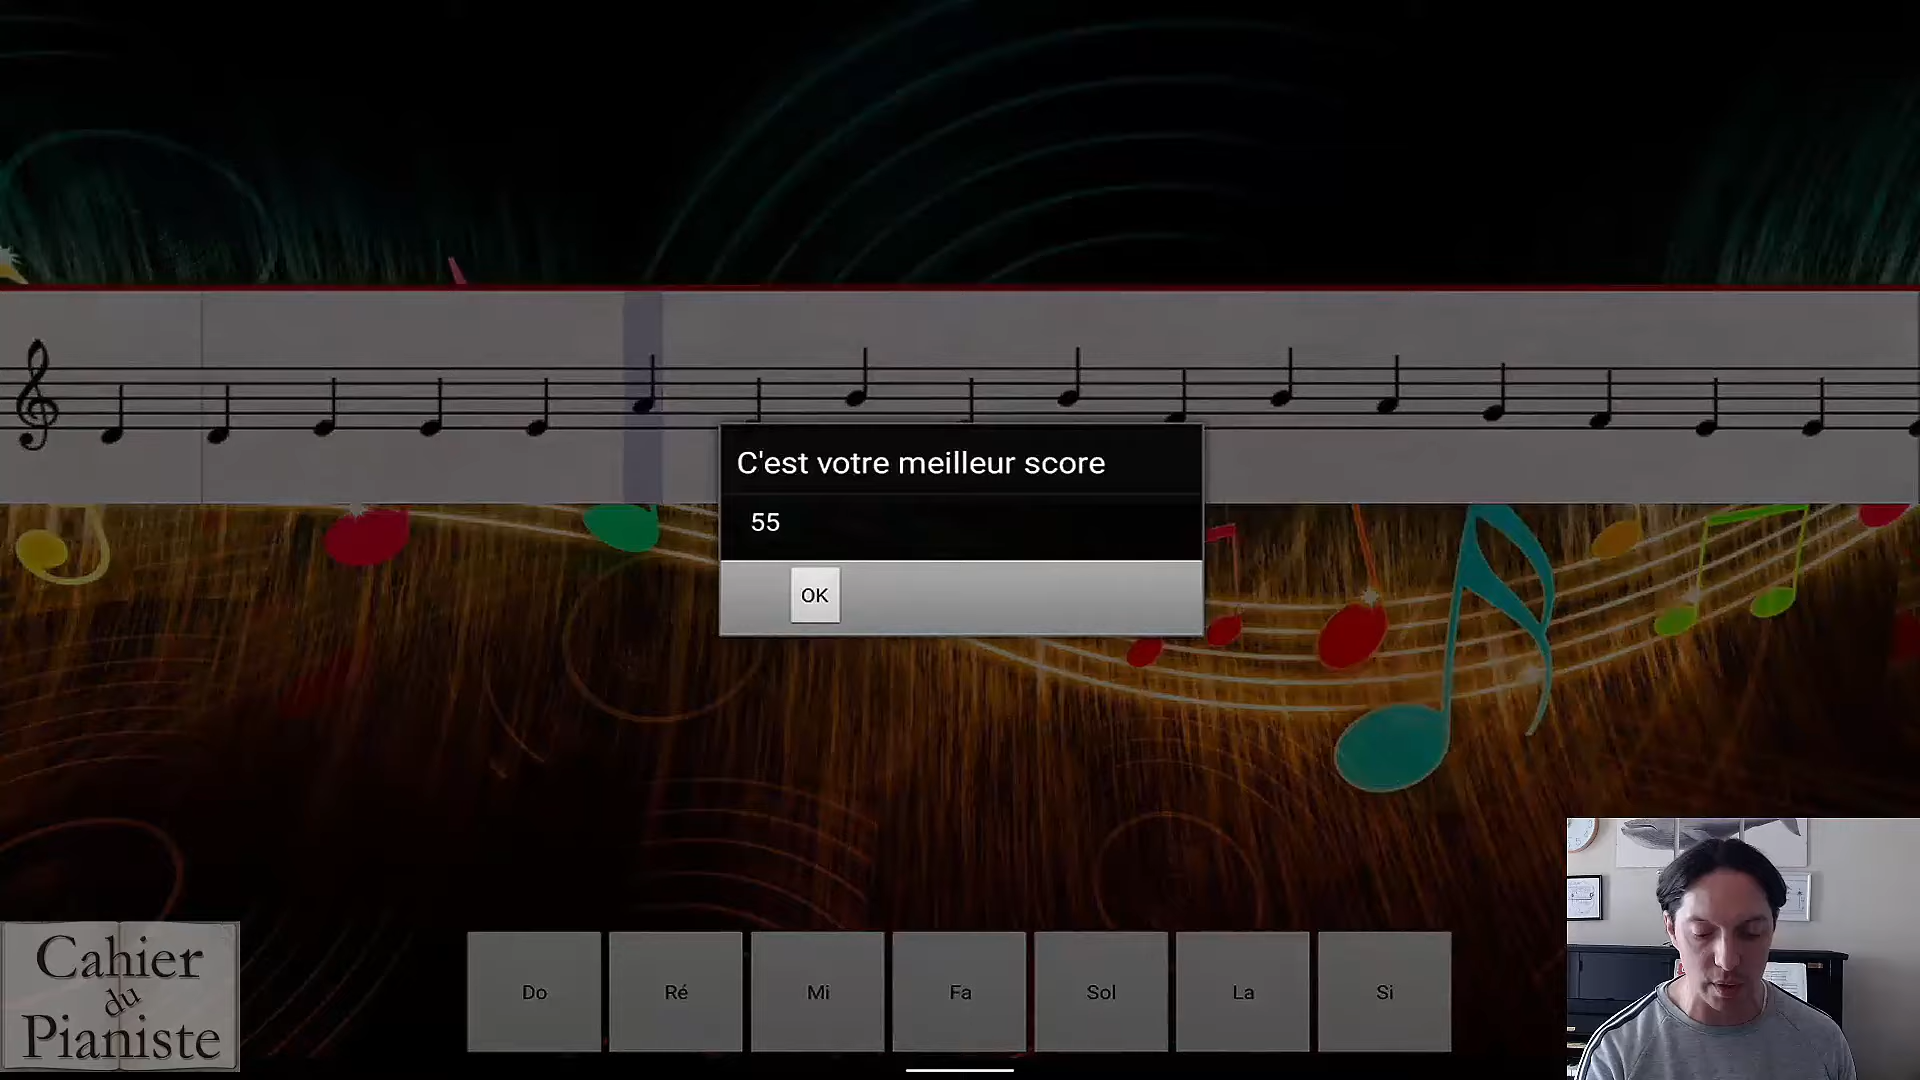 C'est votre meilleur score
55
OK
Cahier
du
Pianiste
Do Ré Mi Fa Sol La Si